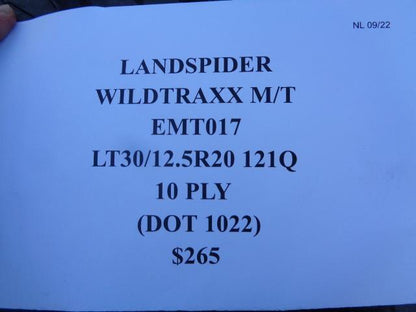 NL 09/22
LANDSPIDER
WILDTRAXX M/T
EMT017
LT30/12.5R20 121Q
10 PLY
(DOT 1022)
$265